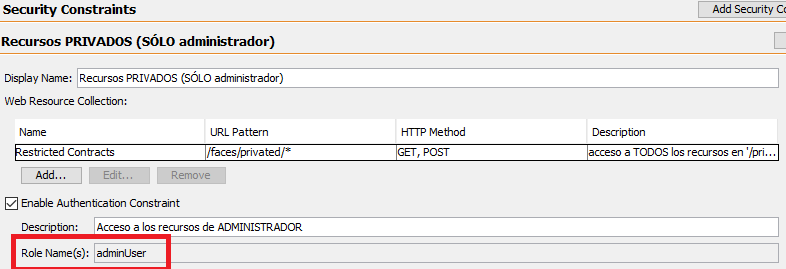 Security Constraints
Add Security Co
Recursos PRIVADOS (SÓLO administrador)
Display Name: Recursos PRIVADOS (SÓLO administrador)
Web Resource Collection:
Name URL Pattern HTTP Method Description
Restricted Contracts /faces/privated/* GET, POST acceso a TODOS los recursos en '/pri...
Add... Edit... Remove
Enable Authentication Constraint
Description: Acceso a los recursos de ADMINISTRADOR
Role Name(s): adminUser